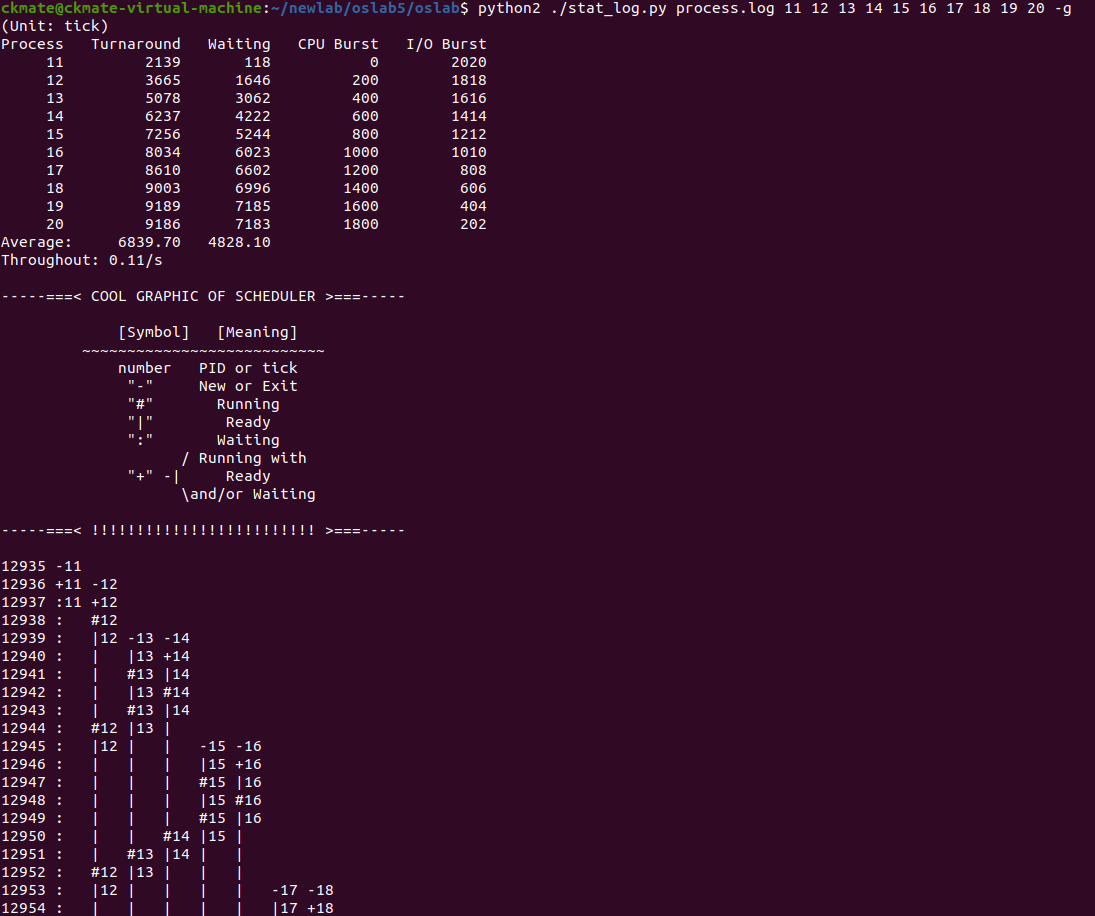 ckmate@ckmate-virtual-machine:~/newlab/oslab5/oslab$ python2 ./stat_log.py process.log 11 12 13 14 15 16 17 18 19 20 -g
(Unit: tick)
Process   Turnaround   Waiting   CPU Burst   I/O Burst
     11         2139       118           0        2020
     12         3665      1646         200        1818
     13         5078      3062         400        1616
     14         6237      4222         600        1414
     15         7256      5244         800        1212
     16         8034      6023        1000        1010
     17         8610      6602        1200         808
     18         9003      6996        1400         606
     19         9189      7185        1600         404
     20         9186      7183        1800         202
Average:     6839.70   4828.10
Throughout: 0.11/s

-----===< COOL GRAPHIC OF SCHEDULER >===-----

             [Symbol]   [Meaning]
         ~~~~~~~~~~~~~~~~~~~~~~~~~~~
             number   PID or tick
              "-"     New or Exit
              "#"       Running
              "|"        Ready
              ":"       Waiting
                    / Running with
              "+" -|     Ready
                    \and/or Waiting

-----===< !!!!!!!!!!!!!!!!!!!!!!!!! >===-----

12935 -11
12936 +11 -12
12937 :11 +12
12938 :   #12
12939 :   |12 -13 -14
12940 :   |   |13 +14
12941 :   |   #13 |14
12942 :   |   |13 #14
12943 :   |   #13 |14
12944 :   #12 |13 |
12945 :   |12 |   |   -15 -16
12946 :   |   |   |   |15 +16
12947 :   |   |   |   #15 |16
12948 :   |   |   |   |15 #16
12949 :   |   |   |   #15 |16
12950 :   |   |   #14 |15 |
12951 :   |   #13 |14 |   |
12952 :   #12 |13 |   |   |
12953 :   |12 |   |   |   |   -17 -18
12954 :   |   |   |   |   |   |17 +18